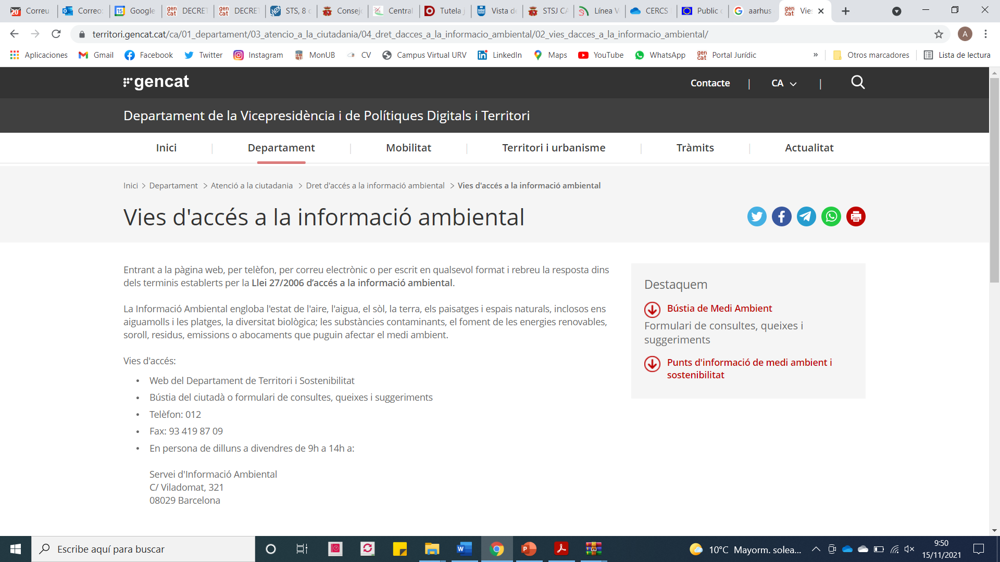 Correu
Correo
Google
DECRET
DECRET
STS, 8 d
Consejo
Central
Tutela j
Vista de
STSJ CA
Línea V
CERCS
Public c
aarhus
Vies
territori.gencat.cat/ca/01_departament/03_atencio_a_la_ciutadania/04_dret_dacces_a_la_informacio_ambiental/02_vies_dacces_a_la_informacio_ambiental/
A
Aplicaciones
Gmail
Facebook
Twitter
Instagram
MonUB
CV
Campus Virtual URV
LinkedIn
Maps
YouTube
WhatsApp
Portal Jurídic
»
Otros marcadores
Lista de lectura
gencat
Contacte | CA |
Departament de la Vicepresidència i de Polítiques Digitals i Territori
Inici | Departament | Mobilitat | Territori i urbanisme | Tràmits | Actualitat
Inici > Departament > Atenció a la ciutadania > Dret d'accés a la informació ambiental > Vies d'accés a la informació ambiental
Vies d'accés a la informació ambiental
Entrant a la pàgina web, per telèfon, per correu electrònic o per escrit en qualsevol format i rebreu la resposta dins
dels terminis establerts per la Llei 27/2006 d’accés a la informació ambiental.
La Informació Ambiental engloba l'estat de l'aire, l'aigua, el sòl, la terra, els paisatges i espais naturals, inclosos ens
aiguamolls i les platges, la diversitat biològica; les substàncies contaminants, el foment de les energies renovables,
soroll, residus, emissions o abocaments que puguin afectar el medi ambient.
Vies d'accés:
• Web del Departament de Territori i Sostenibilitat
• Bústia del ciutadà o formulari de consultes, queixes i suggeriments
• Telèfon: 012
• Fax: 93 419 87 09
• En persona de dilluns a divendres de 9h a 14h a:
Servei d'Informació Ambiental
C/ Viladomat, 321
08029 Barcelona
Destaquem
Bústia de Medi Ambient
Formulari de consultes, queixes i
suggeriments
Punts d'informació de medi ambient i
sostenibilitat
Escribe aquí para buscar
10°C Mayorm. solea...
9:50
15/11/2021